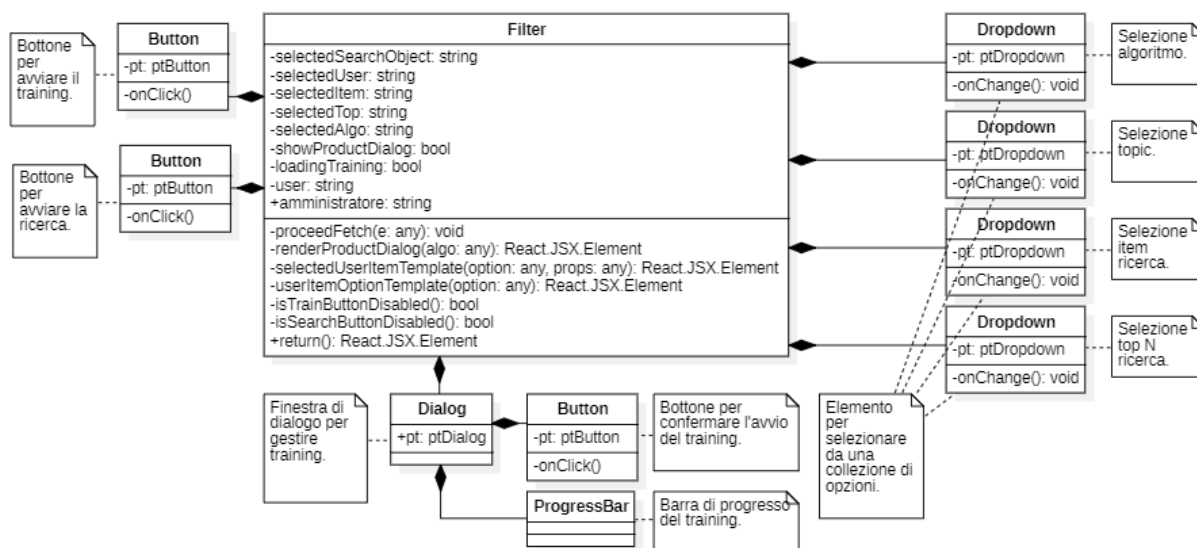 Bottone
per
avviare il
training.
Button
-pt: ptButton
-onClick()
Bottone
per
avviare la
ricerca.
Button
-pt: ptButton
-onClick()
Filter
-selectedSearchObject: string
-selectedUser: string
-selectedItem: string
-selectedTop: string
-selectedAlgo: string
-showProductDialog: bool
-loadingTraining: bool
-user: string
+amministratore: string
-proceedFetch(e: any): void
-renderProductDialog(algo: any): React.JSX.Element
-selectedUserItemTemplate(option: any, props: any): React.JSX.Element
-userItemOptionTemplate(option: any): React.JSX.Element
-isTrainButtonDisabled(): bool
-isSearchButtonDisabled(): bool
+return(): React.JSX.Element
Dropdown
-pt: ptDropdown
-onChange(): void
Selezione
algoritmo.
Dropdown
-pt: ptDropdown
-onChange(): void
Selezione
topic.
Dropdown
-pt: ptDropdown
-onChange(): void
Selezione
item
ricerca.
Dropdown
-pt: ptDropdown
-onChange(): void
Selezione
top N
ricerca.
Finestra di
dialogo per
gestire
training.
Dialog
+pt: ptDialog
Button
-pt: ptButton
-onClick()
Bottone per
confermare l'avvio
del training.
ProgressBar
Barra di progresso
del training.
Elemento
per
selezionare
da una
collezione di
opzioni.